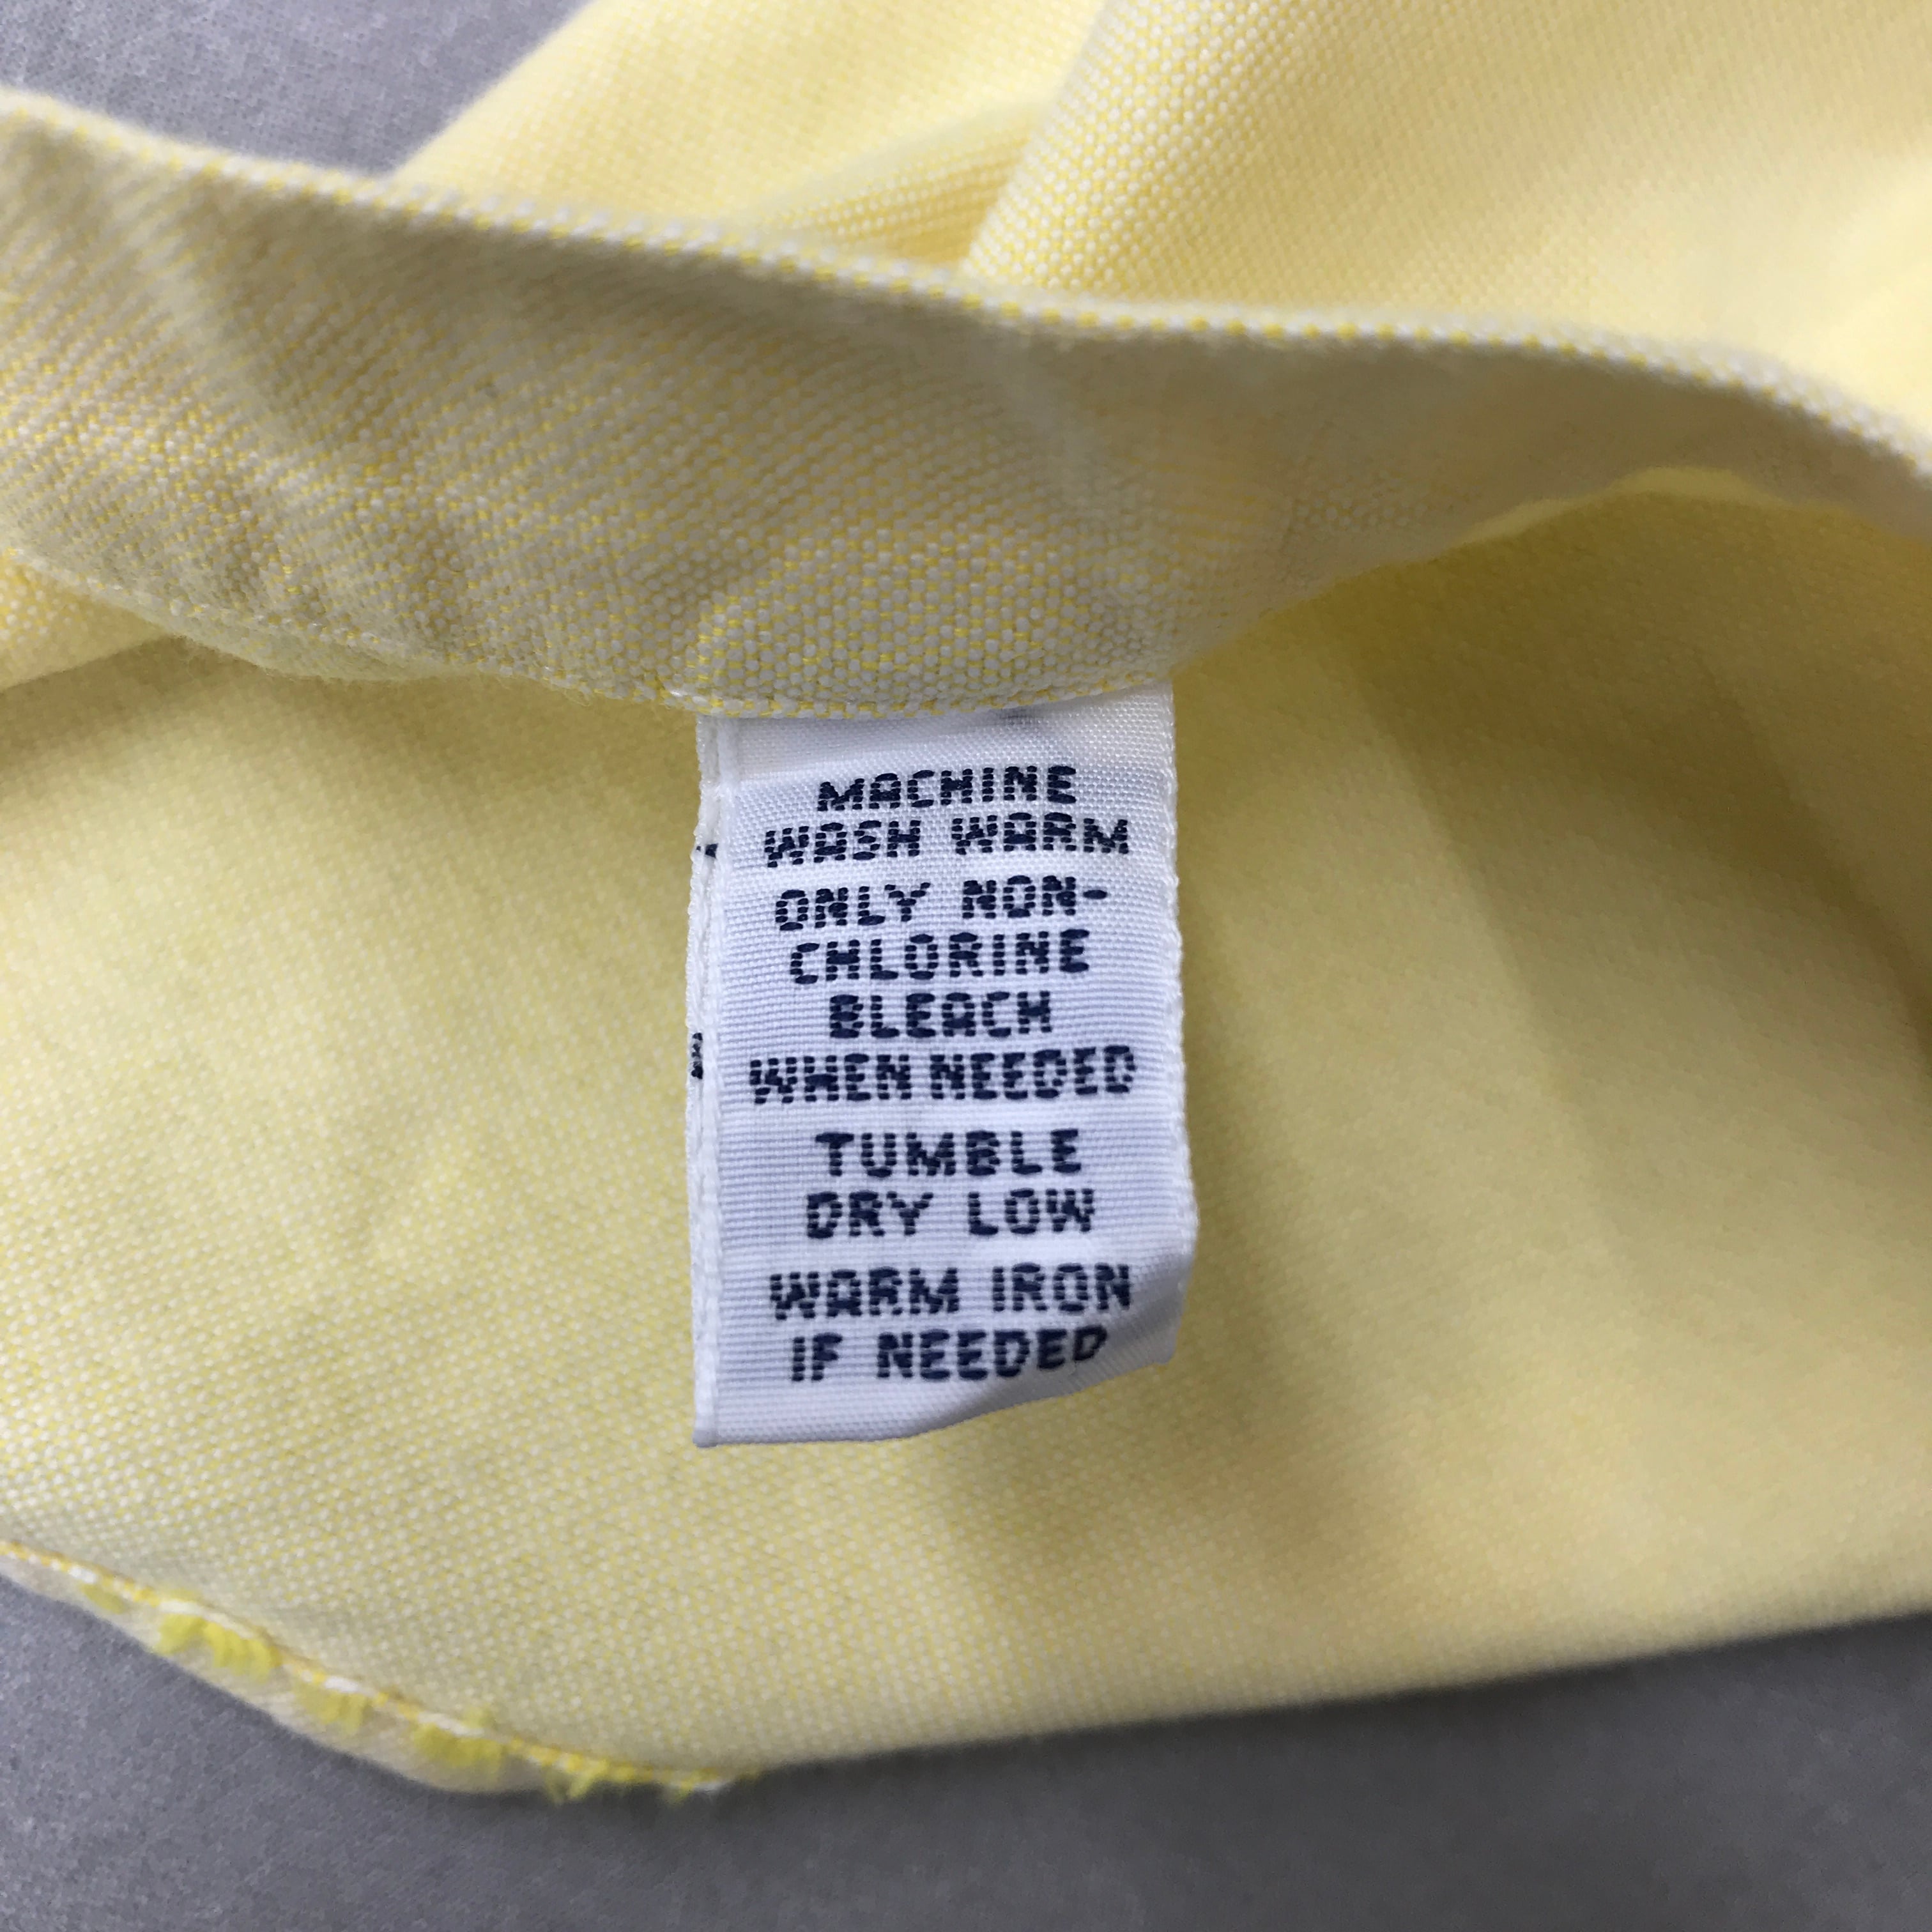 MACHINE
WASH WARM
ONLY NON-
CHLORINE
BLEACH
WHEN NEEDED
TUMBLE
DRY LOW
WARM IRON
IF NEEDED